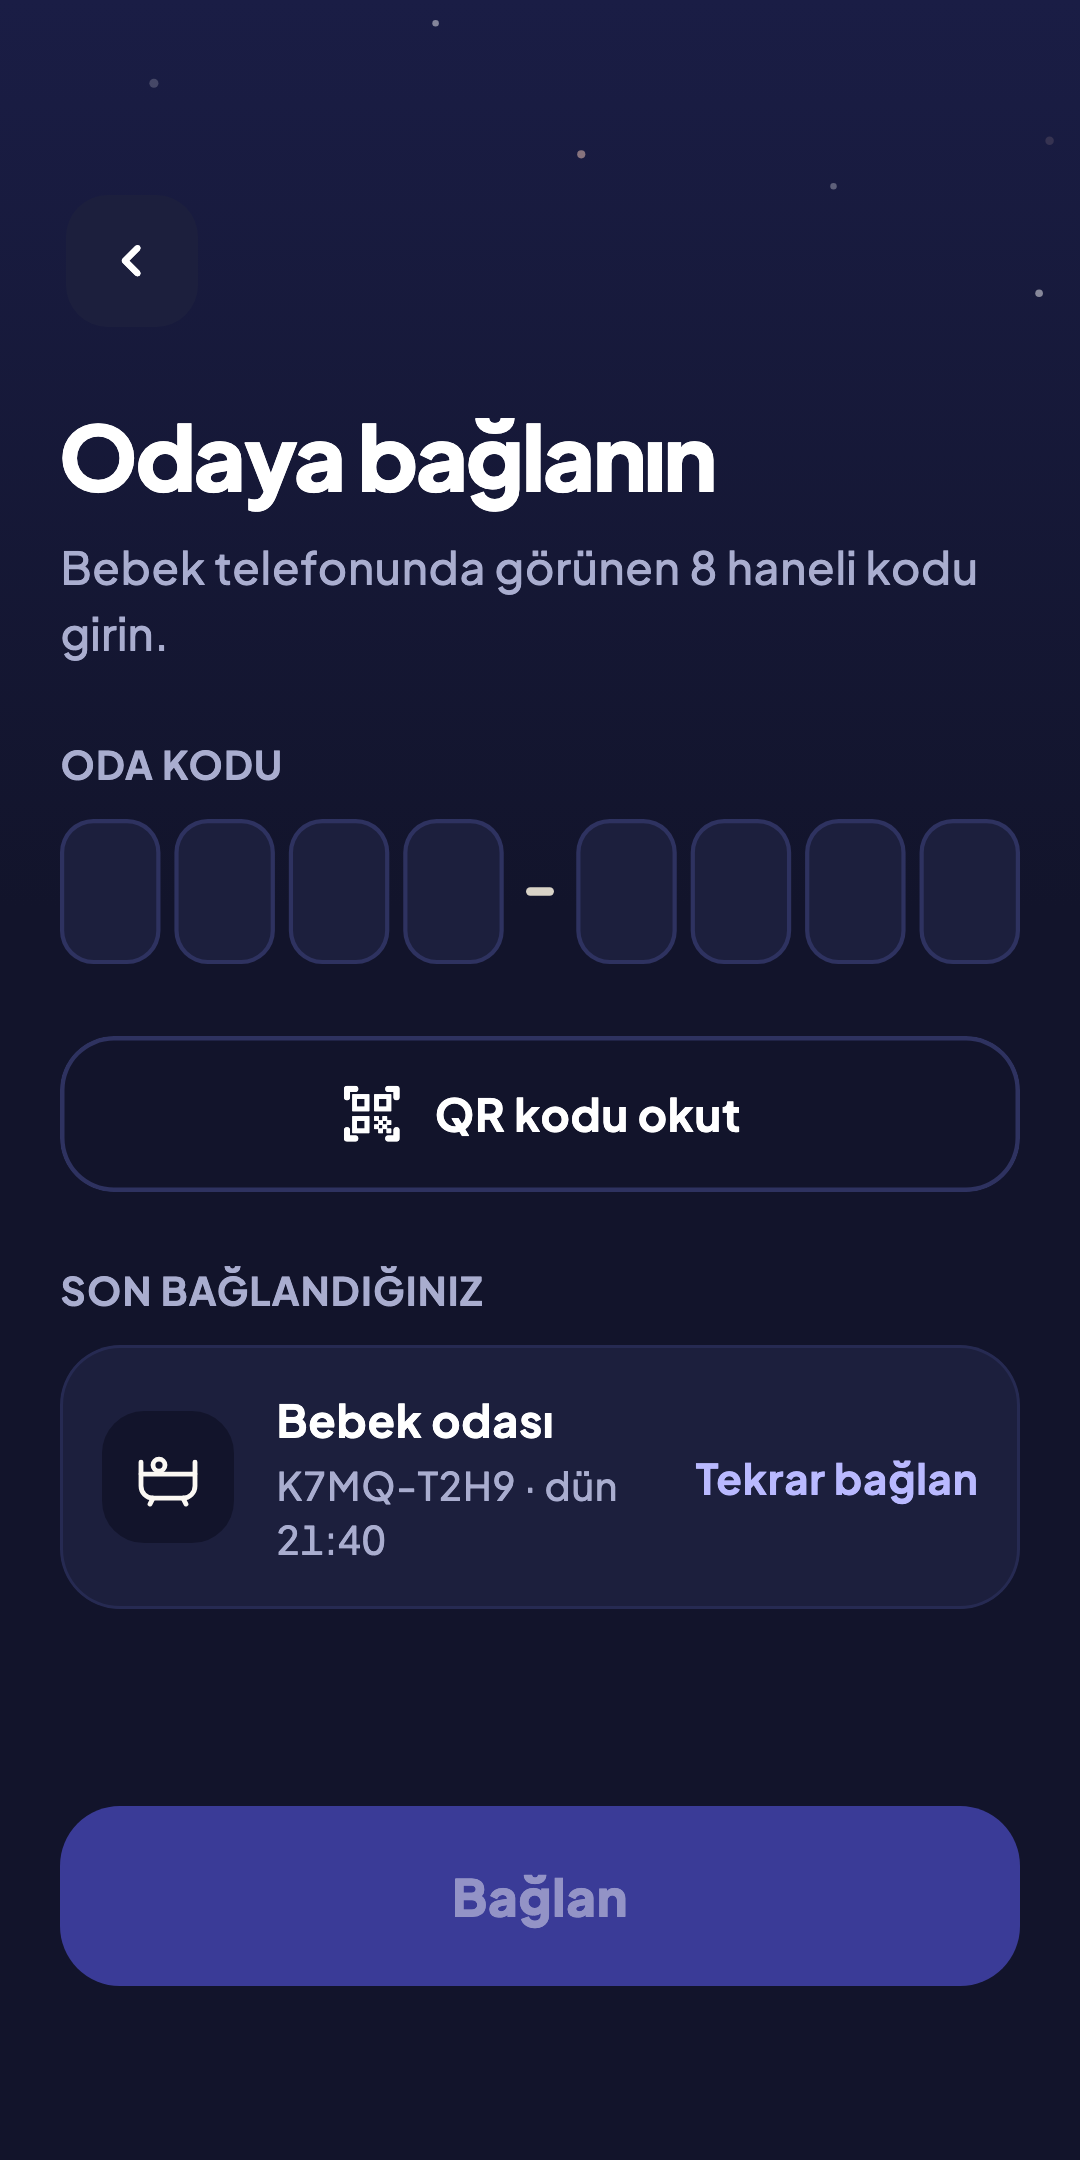 Odaya bağlanın
Bebek telefonunda görünen 8 haneli kodu
girin.
ODA KODU
–
QR kodu okut
SON BAĞLANDIĞINIZ
Bebek odası
K7MQ-T2H9 · dün
21:40
Tekrar bağlan
Bağlan